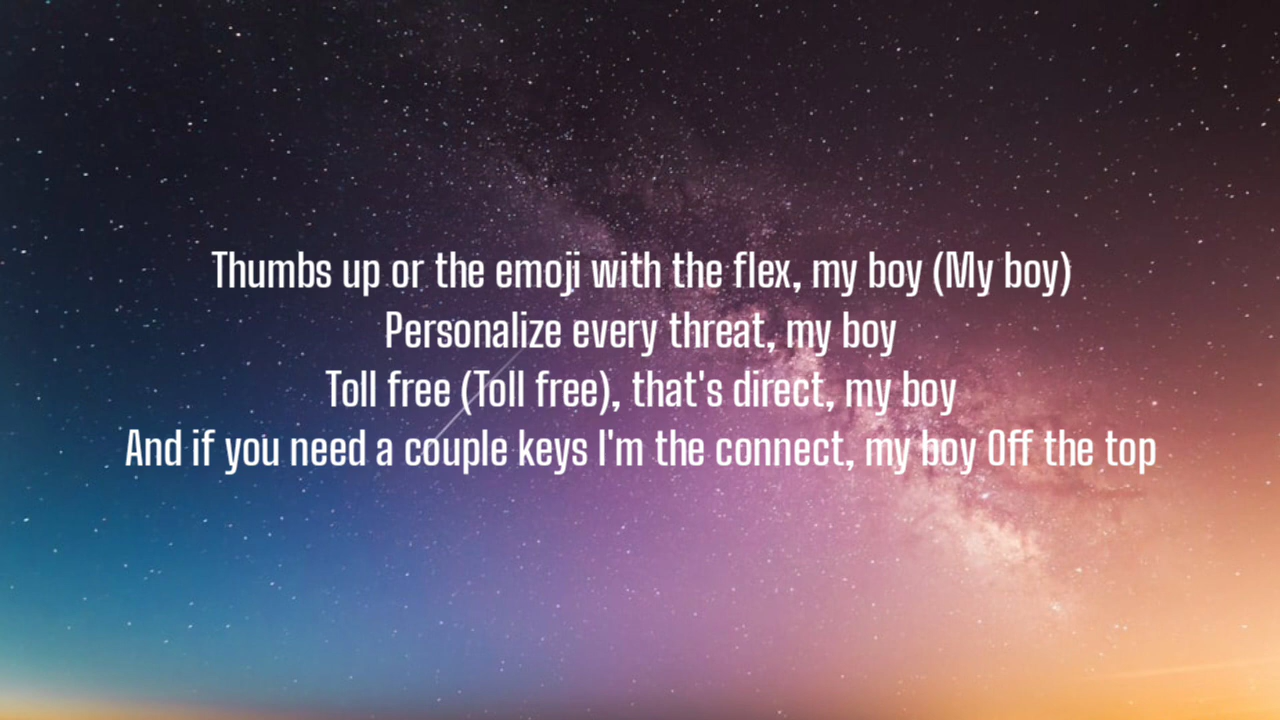 Thumbs up or the emoji with the flex, my boy (My boy)
Personalize every threat, my boy
Toll free (Toll free), that's direct, my boy
And if you need a couple keys I'm the connect, my boy Off the top